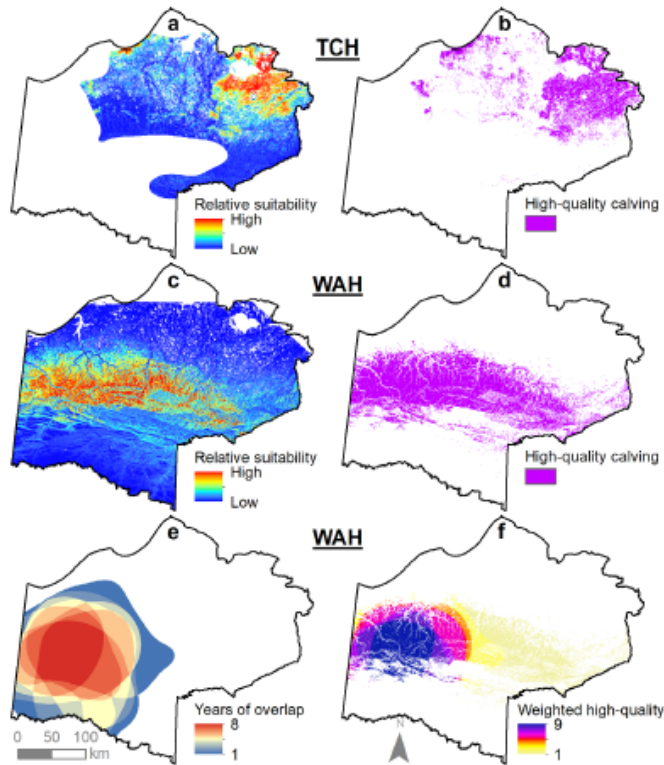 a
TCH
b
Relative suitability
High
Low
High-quality calving
c
WAH
d
Relative suitability
High
Low
High-quality calving
e
WAH
f
Years of overlap
8
1
0 50 100
km
N
Weighted high-quality
9
1